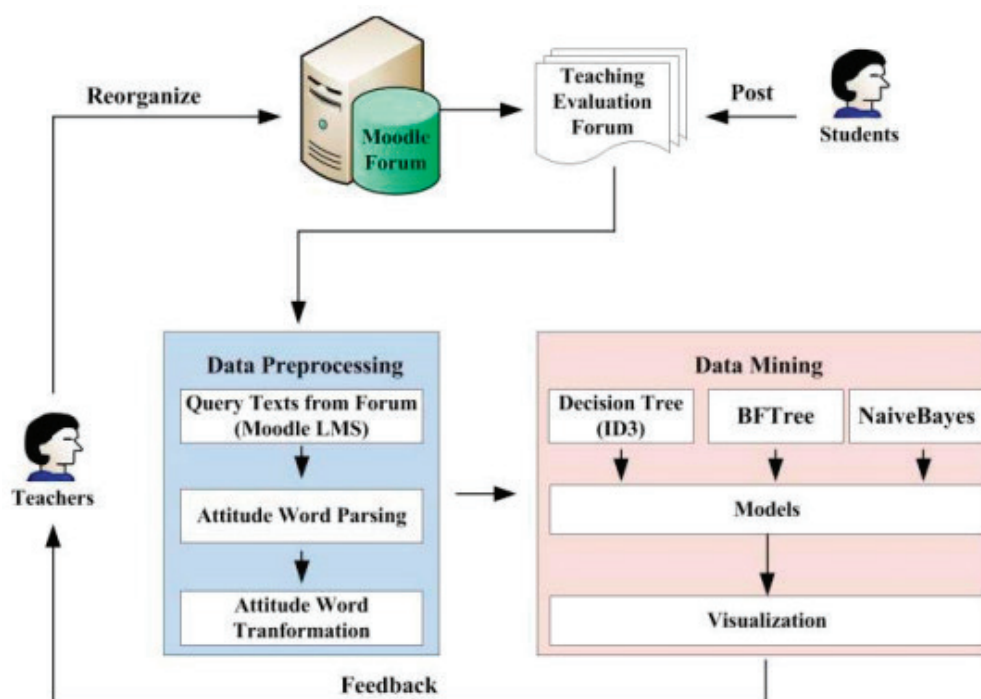 Reorganize
Moodle
Forum
Teaching
Evaluation
Forum
Post
Students
Data Preprocessing
Query Texts from Forum
(Moodle LMS)
Attitude Word Parsing
Attitude Word
Tranformation
Data Mining
Decision Tree
(ID3)
BFTree
NaiveBayes
Models
Visualization
Teachers
Feedback